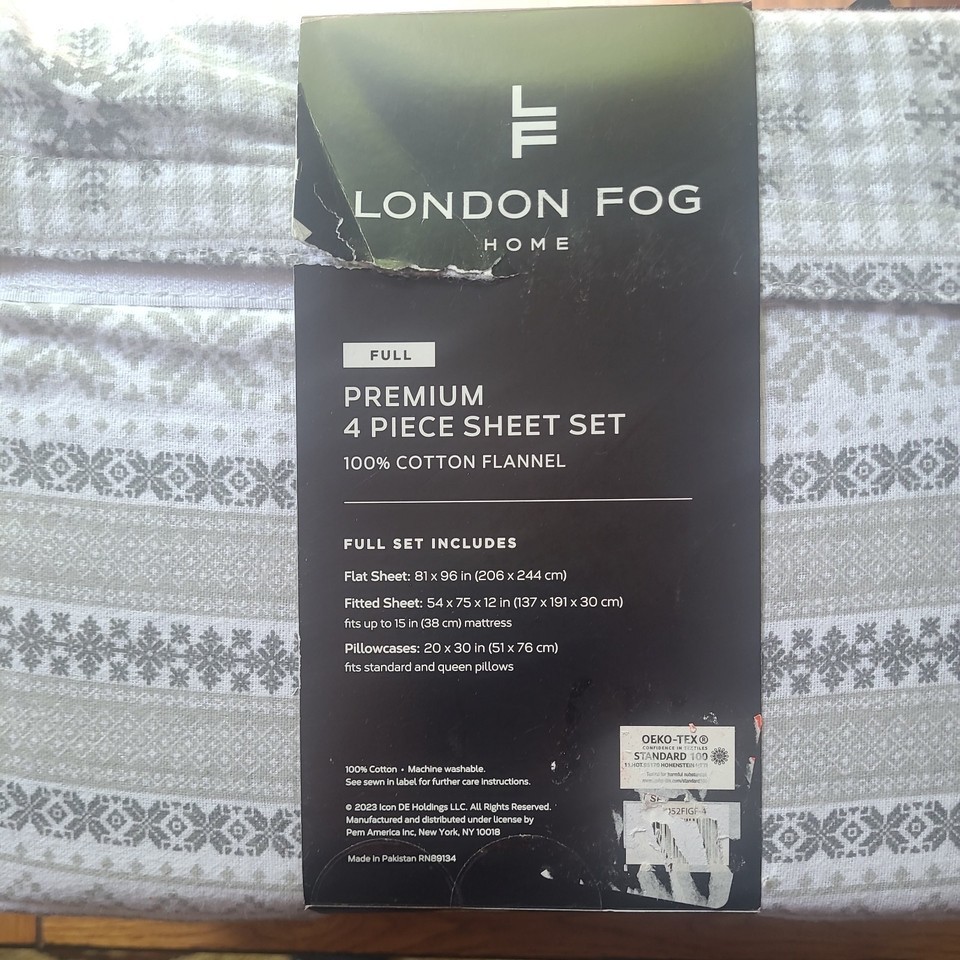 LF
LONDON FOG
HOME
FULL
PREMIUM
4 PIECE SHEET SET
100% COTTON FLANNEL
FULL SET INCLUDES
Flat Sheet: 81 x 96 in (206 x 244 cm)
Fitted Sheet: 54 x 75 x 12 in (137 x 191 x 30 cm)
fits up to 15 in (38 cm) mattress
Pillowcases: 20 x 30 in (51 x 76 cm)
fits standard and queen pillows
100% Cotton • Machine washable.
See sewn in label for further care instructions.
© 2023 Icon DE Holdings LLC. All Rights Reserved.
Manufactured and distributed under license by
Pem America Inc, New York, NY 10018
Made in Pakistan RN89134
OEKO-TEX®
CONFIDENCE IN TEXTILES
STANDARD 100
HOHENSTEIN